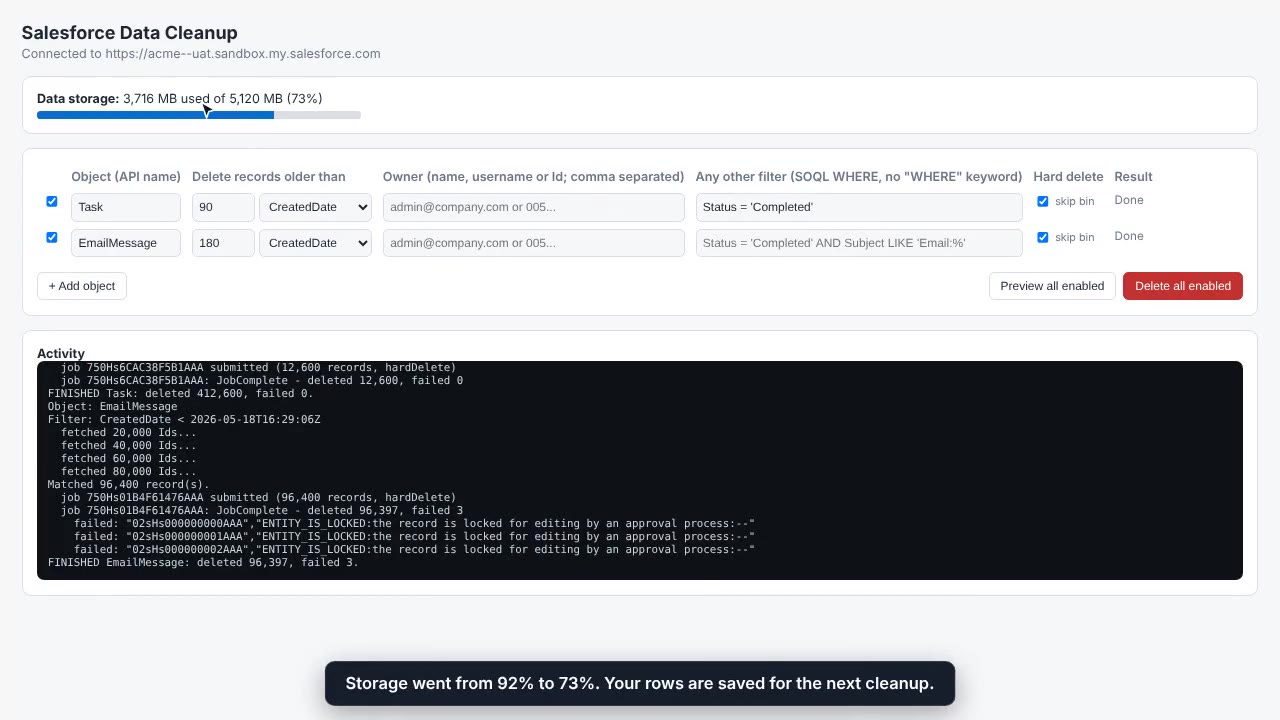 Salesforce Data Cleanup
Connected to https://acme--uat.sandbox.my.salesforce.com
Data storage: 3,716 MB used of 5,120 MB (73%)
Object (API name) Delete records older than Owner (name, username or Id; comma separated) Any other filter (SOQL WHERE, no "WHERE" keyword) Hard delete Result
Task 90 CreatedDate admin@company.com or 005... Status = 'Completed' skip bin Done
EmailMessage 180 CreatedDate admin@company.com or 005... Status = 'Completed' AND Subject LIKE 'Email:%' skip bin Done
+ Add object Preview all enabled Delete all enabled
Activity
job 750Hs6CAC38F5B1AAA submitted (12,600 records, hardDelete)
job 750Hs6CAC38F5B1AAA: JobComplete - deleted 12,600, failed 0
FINISHED Task: deleted 412,600, failed 0.
Object: EmailMessage
Filter: CreatedDate < 2026-05-18T16:29:06Z
fetched 20,000 Ids...
fetched 40,000 Ids...
fetched 60,000 Ids...
fetched 80,000 Ids...
Matched 96,400 record(s).
job 750Hs01B4F61476AAA submitted (96,400 records, hardDelete)
job 750Hs01B4F61476AAA: JobComplete - deleted 96,397, failed 3
failed: "02sHs000000000AAA","ENTITY_IS_LOCKED:the record is locked for editing by an approval process:--"
failed: "02sHs000000001AAA","ENTITY_IS_LOCKED:the record is locked for editing by an approval process:--"
failed: "02sHs000000002AAA","ENTITY_IS_LOCKED:the record is locked for editing by an approval process:--"
FINISHED EmailMessage: deleted 96,397, failed 3.
Storage went from 92% to 73%. Your rows are saved for the next cleanup.